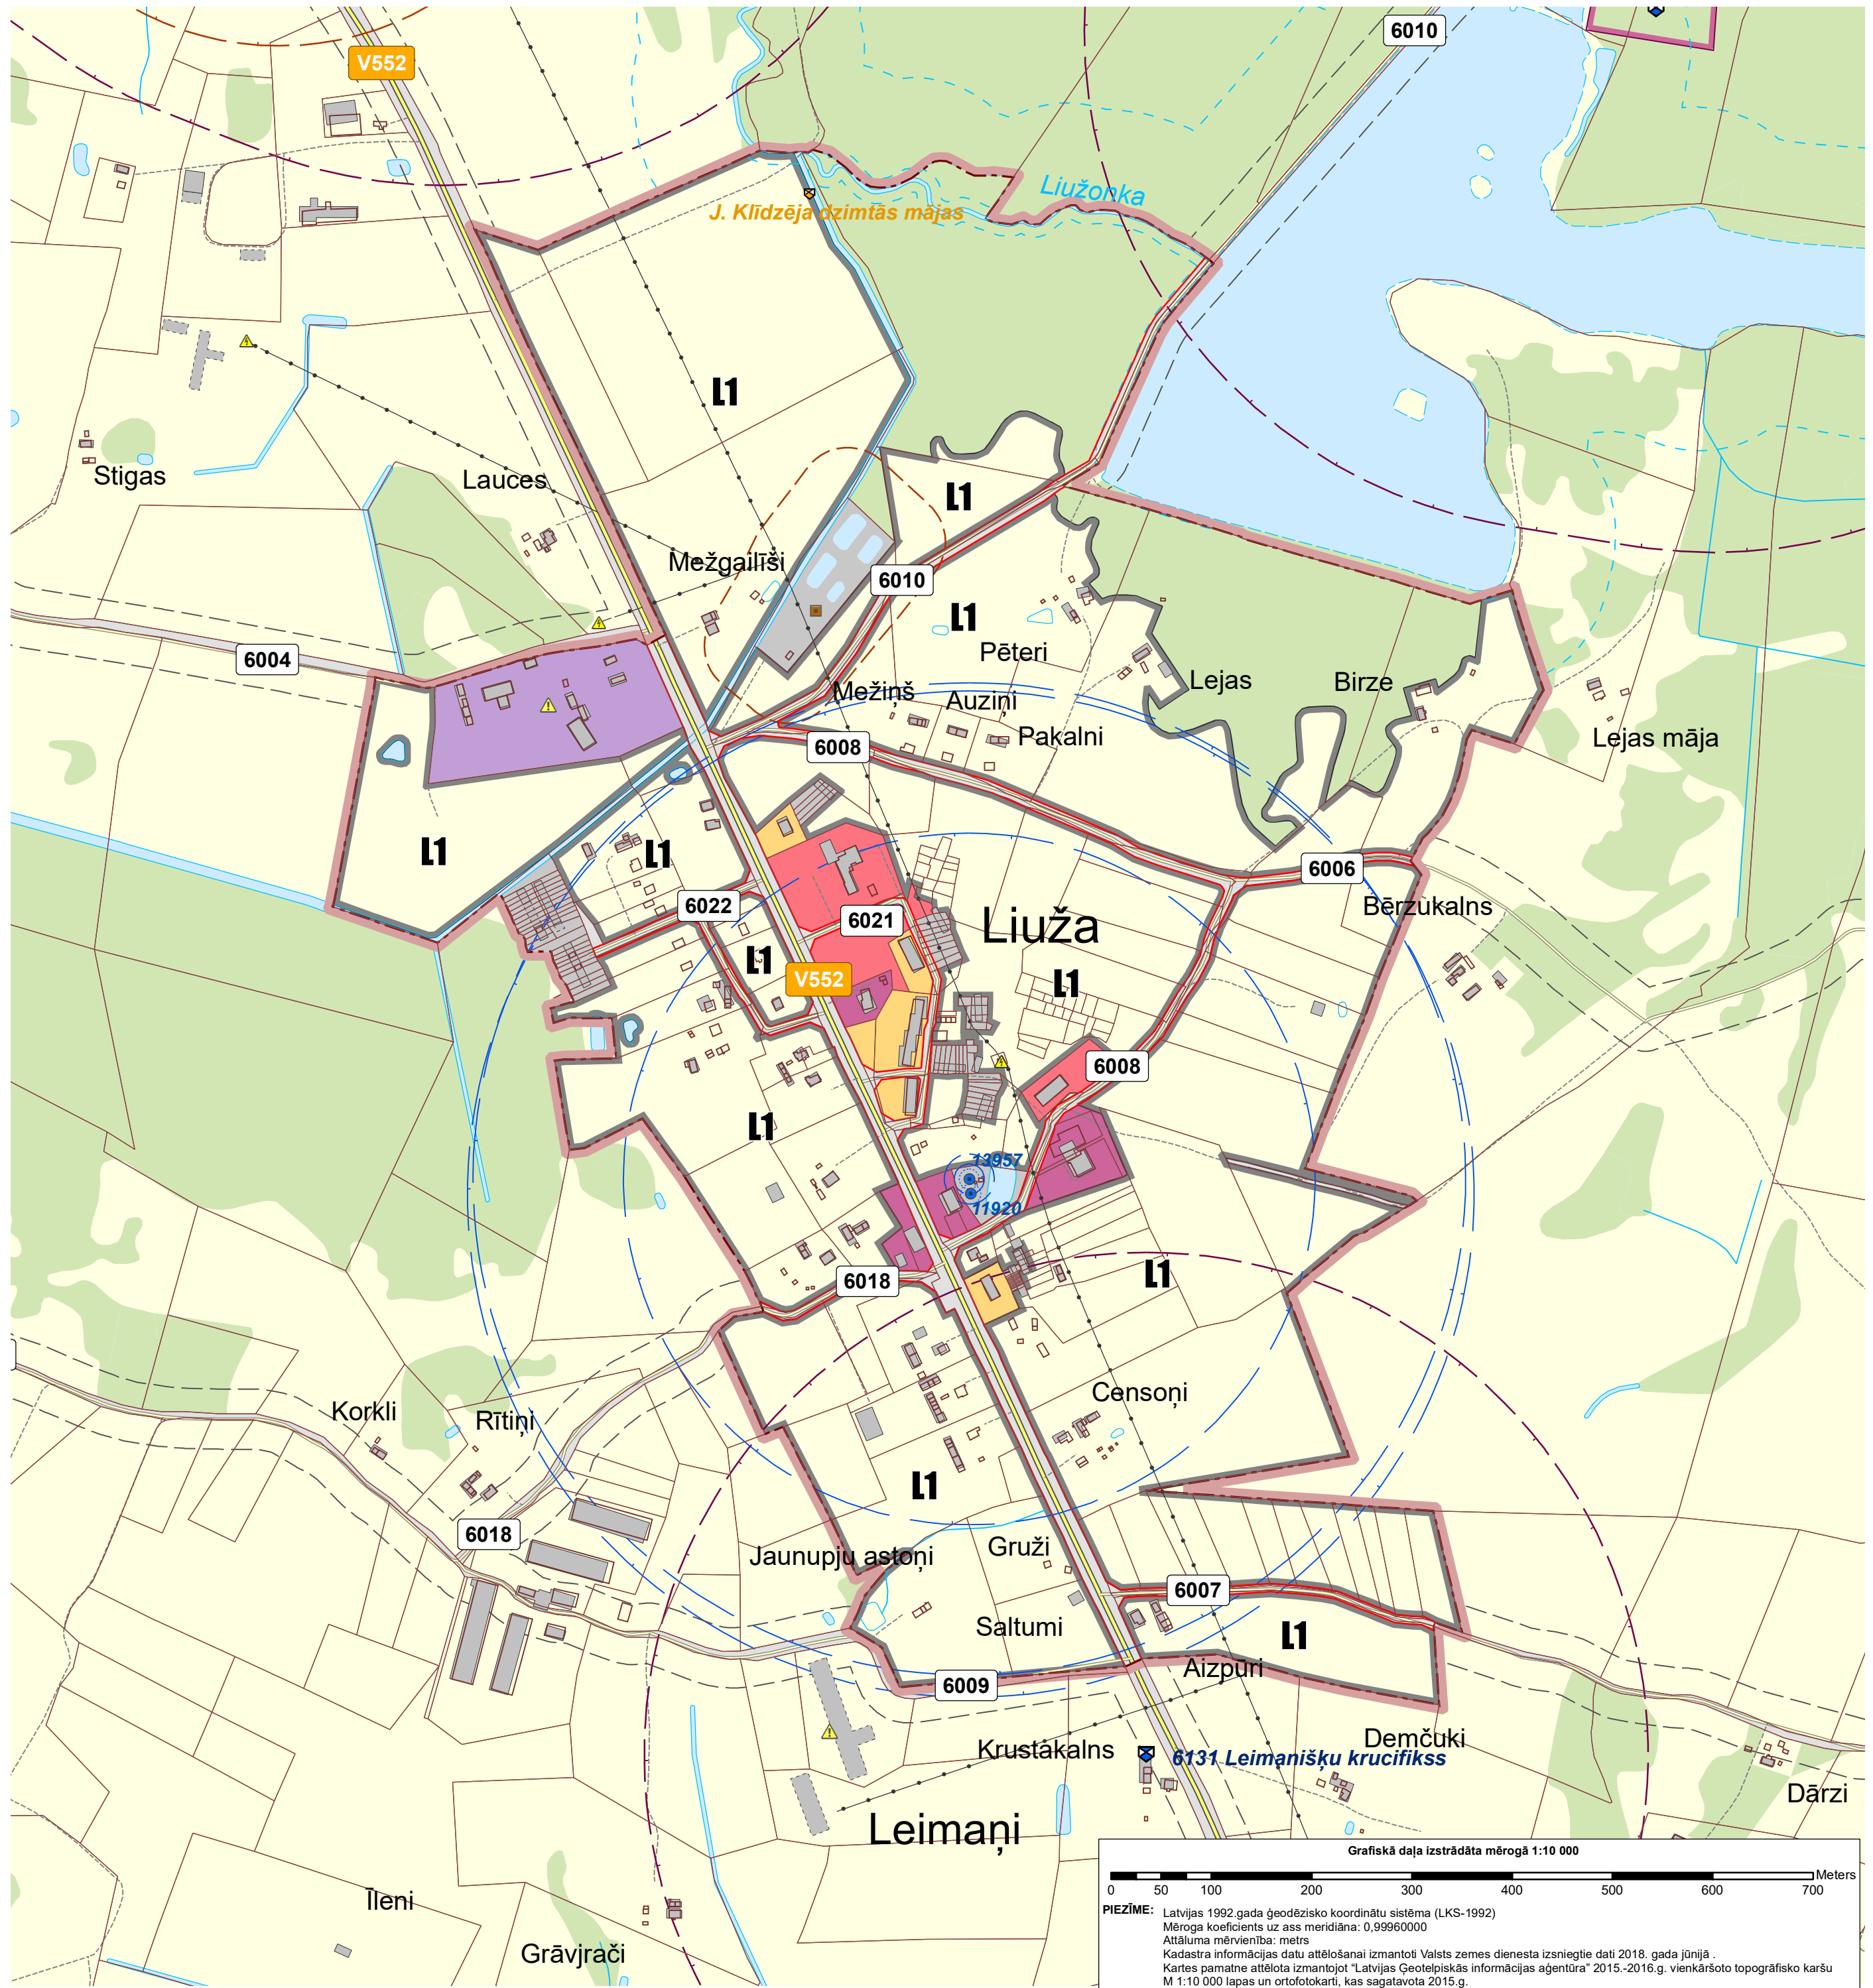 6010
V552
Liužonka
J. Klīdzēja dzimtās mājas
L1
Stigas
Lauces
L1
Mežgailīši
6010
L1
Pēteri
6004
Lejas
Birze
Mežiņš
Auziņi
Pakalni
Lejas māja
6008
L1
L1
6006
6022
6021
Bērzukalns
Liuža
L1
V552
L1
6008
L1
13957
11920
6018
L1
Censoņi
Korkli
Rītiņi
L1
6018
Jaunupju astoņi
Gruži
6007
Saltumi
L1
Aizpūri
6009
Demčuki
Krustakalns
6131 Leimanišķu krucifikss
Dārzi
Leimaņi
Īleni
Grāvjrači
Grafiskā daļa izstrādāta mērogā 1:10 000
Meters
0 50 100 200 300 400 500 600 700
PIEZĪME: Latvijas 1992.gada ģeodēzisko koordinātu sistēma (LKS-1992)
Mēroga koeficients uz ass meridiāna: 0,99960000
Attāluma mērvienība: metrs
Kadastra informācijas datu attēlošanai izmantoti Valsts zemes dienesta izsniegtie dati 2018. gada jūnijā .
Kartes pamatne attēlota izmantojot “Latvijas Ģeotelpiskās informācijas aģentūra” 2015.-2016.g. vienkāršoto topogrāfisko karšu
M 1:10 000 lapas un ortofotokarti, kas sagatavota 2015.g.